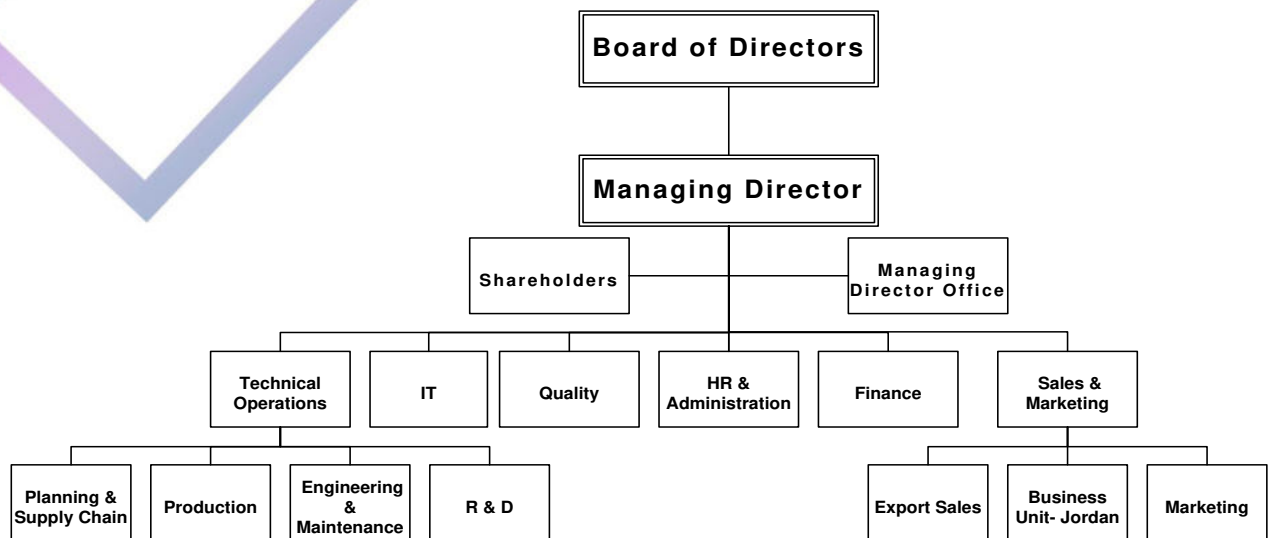 Board of Directors
Managing Director
Shareholders
Managing
Director Office
Technical
Operations
IT
Quality
HR &
Administration
Finance
Sales &
Marketing
Planning &
Supply Chain
Production
Engineering
&
Maintenance
R & D
Export Sales
Business
Unit- Jordan
Marketing